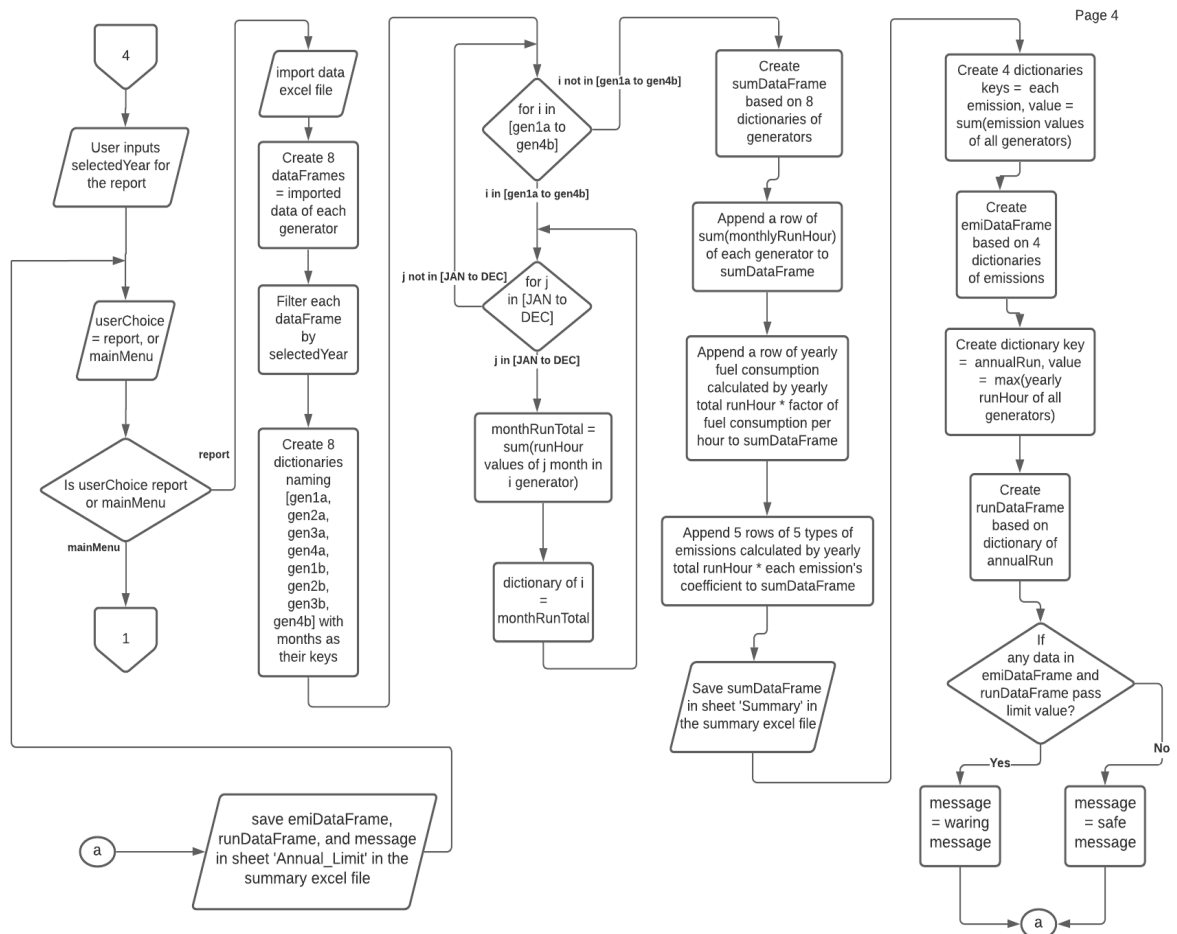 Page 4
4
User inputs
selectedYear for
the report
userChoice
= report, or
mainMenu
Is userChoice report
or mainMenu
report
mainMenu
1
import data
excel file
Create 8
dataFrames
= imported
data of each
generator
Filter each
dataFrame
by
selectedYear
Create 8
dictionaries
naming
[gen1a,
gen2a,
gen3a,
gen4a,
gen1b,
gen2b,
gen3b,
gen4b] with
months as
their keys
for i in
[gen1a to
gen4b]
i not in [gen1a to gen4b]
i in [gen1a to gen4b]
j not in [JAN to DEC]
for j
in [JAN to
DEC]
j in [JAN to DEC]
monthRunTotal =
sum(runHour
values of j month in
i generator)
dictionary of i
=
monthRunTotal
Create
sumDataFrame
based on 8
dictionaries of
generators
Append a row of
sum(monthlyRunHour)
of each generator to
sumDataFrame
Append a row of yearly
fuel consumption
calculated by yearly
total runHour * factor of
fuel consumption per
hour to sumDataFrame
Append 5 rows of 5 types of
emissions calculated by yearly
total runHour * each emission's
coefficient to sumDataFrame
Save sumDataFrame
in sheet 'Summary' in
the summary excel file
Create 4 dictionaries
keys = each
emission, value =
sum(emission values
of all generators)
Create
emiDataFrame
based on 4
dictionaries
of emissions
Create dictionary key
= annualRun, value
= max(yearly
runHour of all
generators)
Create
runDataFrame
based on
dictionary of
annualRun
If
any data in
emiDataFrame and
runDataFrame pass
limit value?
Yes
No
message
= waring
message
message
= safe
message
a
a
save emiDataFrame,
runDataFrame, and message
in sheet 'Annual_Limit' in the
summary excel file